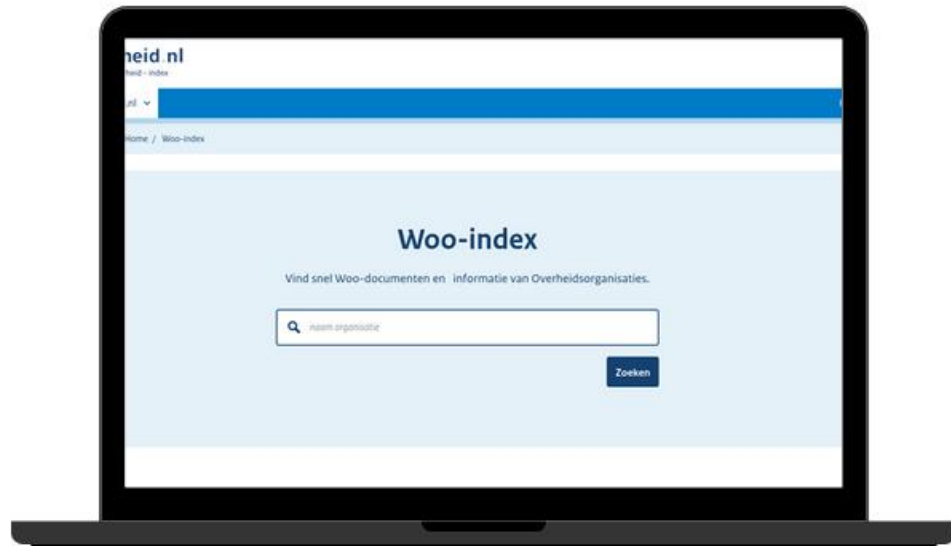 heid.nl
heid - index
.nl
Home / Woo-index
Woo-index
Vind snel Woo-documenten en informatie van Overheidsorganisaties.
naam organisatie
Zoeken